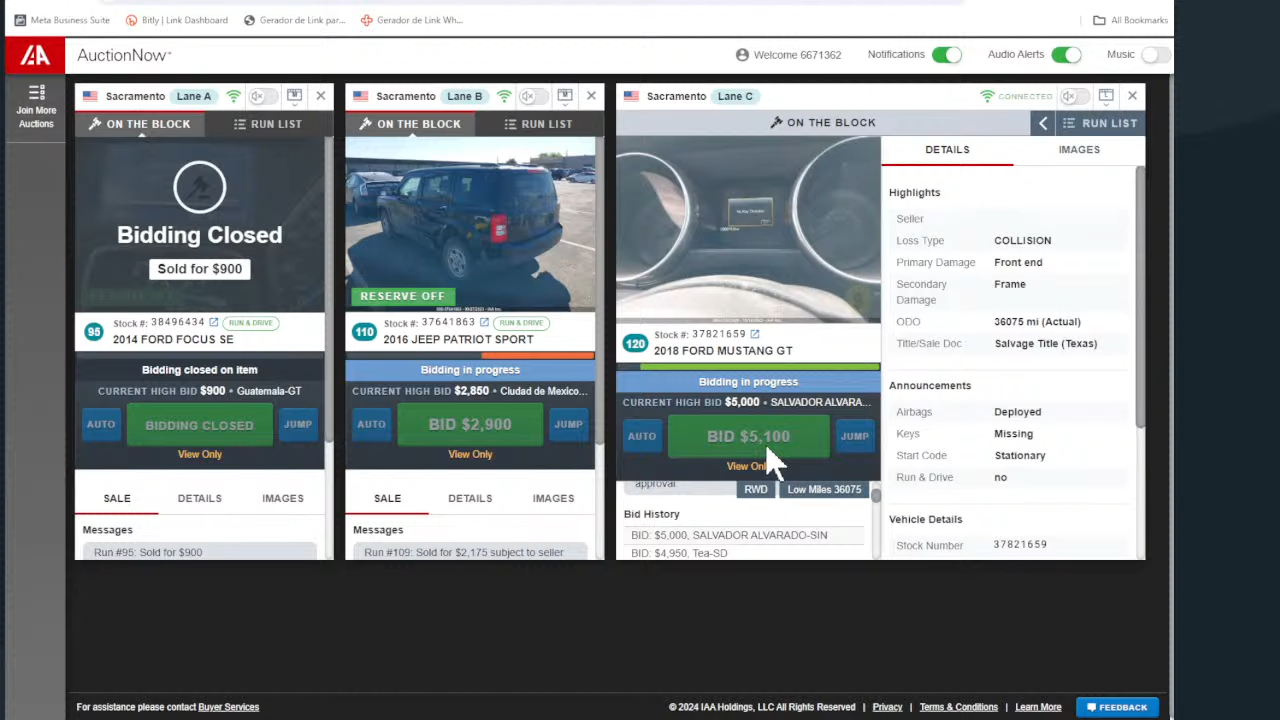 Meta Business Suite
Bitly | Link Dashboard
Gerador de Link par...
Gerador de Link Wh...
All Bookmarks
IAA
AuctionNow
Welcome 6671362
Notifications
Audio Alerts
Music
Join More
Auctions
Sacramento Lane A
ON THE BLOCK
RUN LIST
Bidding Closed
Sold for $900
95
Stock #: 38496434
RUN & DRIVE
2014 FORD FOCUS SE
Bidding closed on item
CURRENT HIGH BID $900 • Guatemala-GT
AUTO
BIDDING CLOSED
JUMP
View Only
SALE
DETAILS
IMAGES
Messages
Run #95: Sold for $900
Sacramento Lane B
ON THE BLOCK
RUN LIST
RESERVE OFF
110
Stock #: 37641863
RUN & DRIVE
2016 JEEP PATRIOT SPORT
Bidding in progress
CURRENT HIGH BID $2,850 • Ciudad de Mexico...
AUTO
BID $2,900
JUMP
View Only
SALE
DETAILS
IMAGES
Messages
Run #109: Sold for $2,175 subject to seller
Sacramento Lane C
CONNECTED
ON THE BLOCK
RUN LIST
120
Stock #: 37821659
2018 FORD MUSTANG GT
Bidding in progress
CURRENT HIGH BID $5,000 • SALVADOR ALVARA...
AUTO
BID $5,100
JUMP
View Only
approval
RWD
Low Miles 36075
Bid History
BID: $5,000, SALVADOR ALVARADO-SIN
BID: $4,950, Tea-SD
DETAILS
IMAGES
Highlights
Seller
Loss Type COLLISION
Primary Damage Front end
Secondary Frame
Damage
ODO 36075 mi (Actual)
Title/Sale Doc Salvage Title (Texas)
Announcements
Airbags Deployed
Keys Missing
Start Code Stationary
Run & Drive no
Vehicle Details
Stock Number 37821659
For assistance please contact Buyer Services
© 2024 IAA Holdings, LLC All Rights Reserved | Privacy | Terms & Conditions | Learn More
FEEDBACK